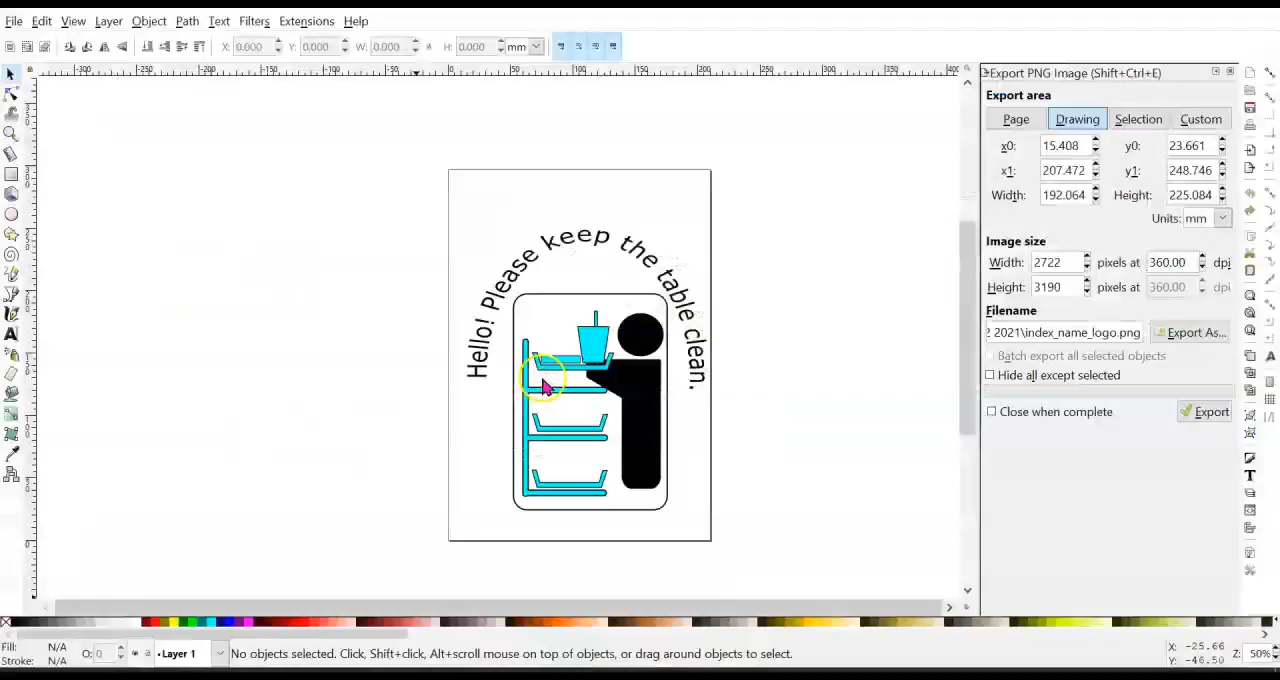 File Edit View Layer Object Path Text Filters Extensions Help
X: 0.000 Y: 0.000 W: 0.000 H: 0.000 mm
Export PNG Image (Shift+Ctrl+E)
Export area
Page Drawing Selection Custom
x0: 15.408 y0: 23.661
x1: 207.472 y1: 248.746
Width: 192.064 Height: 225.084
Units: mm
Image size
Width: 2722 pixels at 360.00 dpi
Height: 3190 pixels at 360.00 dpi
Filename
2021\index_name_logo.png Export As...
Batch export all selected objects
Hide all except selected
Close when complete Export
Hello! Please keep the table clean.
Fill: N/A
Stroke: N/A
O: 0
Layer 1
No objects selected. Click, Shift+click, Alt+scroll mouse on top of objects, or drag around objects to select.
X: -25.66
Y: -46.50
Z: 50%